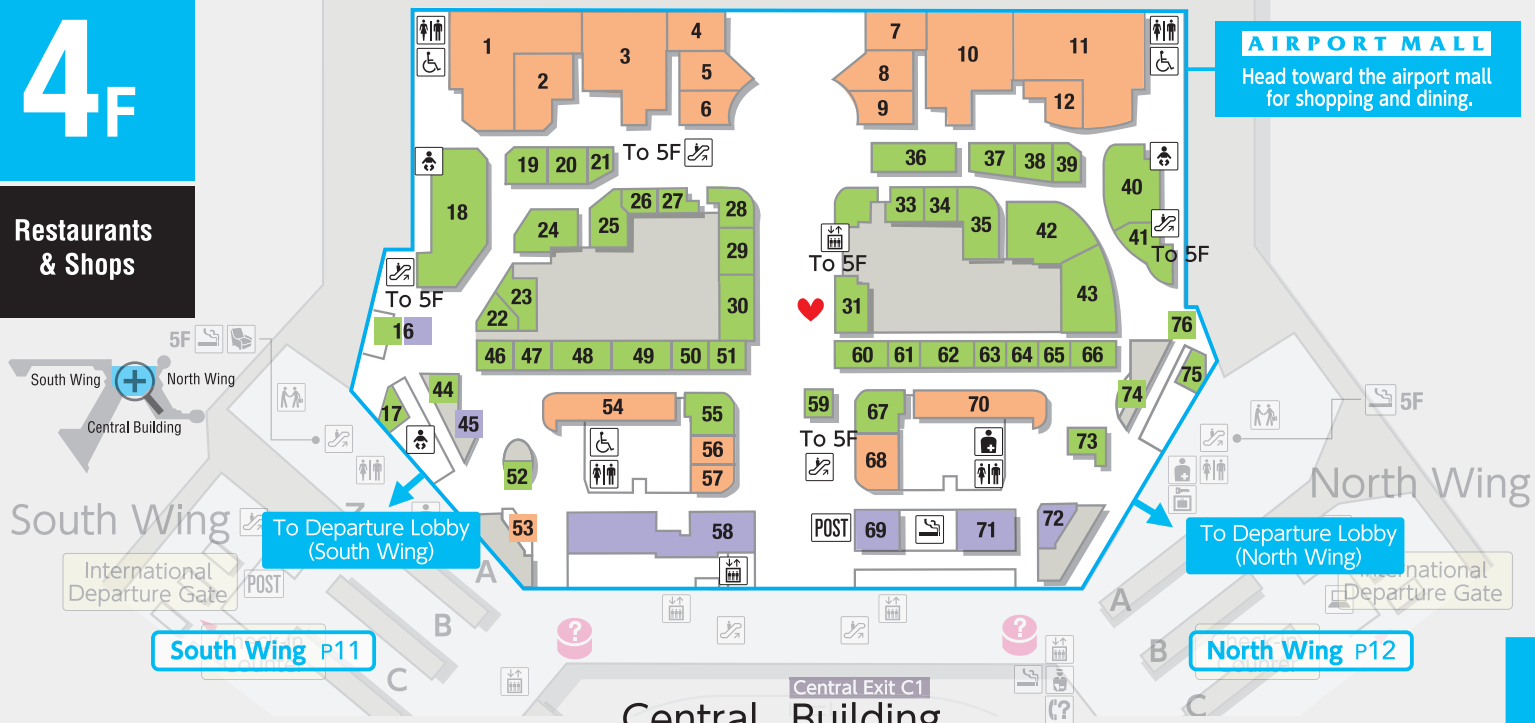 4F
Restaurants
& Shops
AIRPORT MALL
Head toward the airport mall
for shopping and dining.
1
2
3
4
5
6
7
8
9
10
11
12
19
20
21
To 5F
36
37
38
39
40
18
24
25
26
27
28
33
34
35
42
41
To 5F
29
To 5F
23
22
30
31
43
To 5F
16
76
5F
46
47
48
49
50
51
60
61
62
63
64
65
66
75
South Wing
North Wing
Central Building
44
17
45
54
55
59
67
70
74
5F
56
To 5F
68
73
52
57
South Wing
North Wing
Z
To Departure Lobby
(South Wing)
53
58
POST
69
71
72
To Departure Lobby
(North Wing)
International
Departure Gate
POST
A
A
International
Departure Gate
B
B
?
?
Check-in
Counter
South Wing P11
Check-in
Counter
North Wing P12
C
C
Central Exit C1
?
Central Building